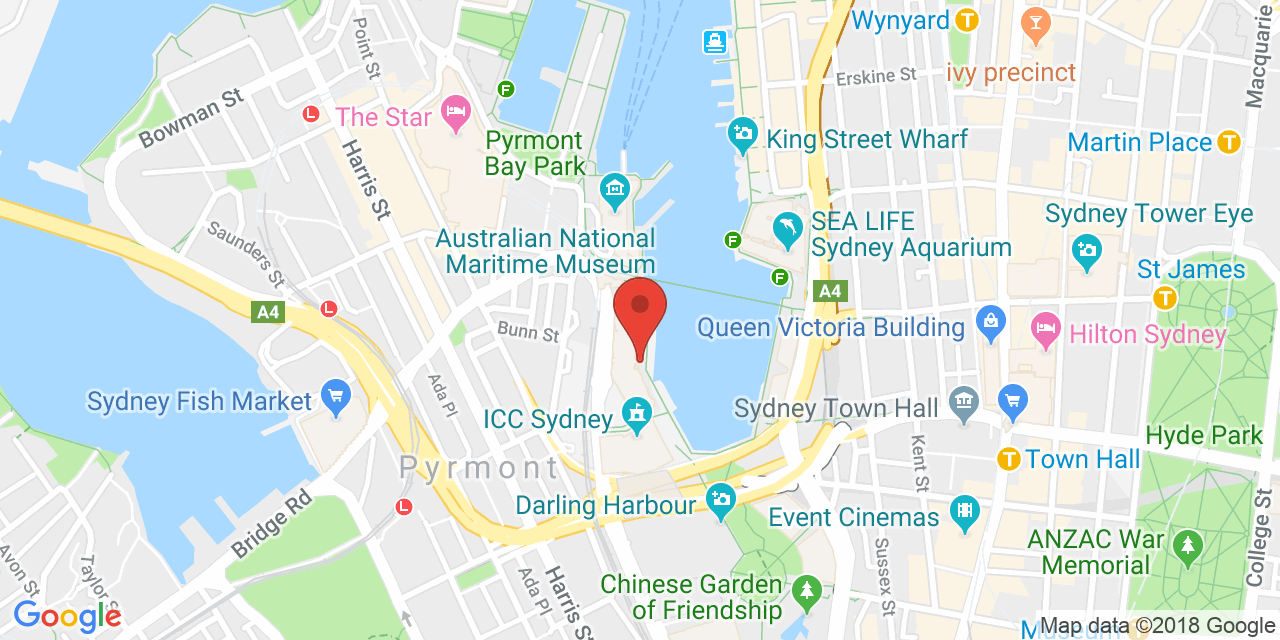 Wynyard
Macquarie
Point St
Erskine St
ivy precinct
Bowman St
The Star
Pyrmont
Bay Park
King Street Wharf
Martin Place
Harris St
Saunders St
Australian National
Maritime Museum
SEA LIFE
Sydney Aquarium
Sydney Tower Eye
St James
A4
A4
Bunn St
Queen Victoria Building
Hilton Sydney
Ada Pl
Sydney Fish Market
ICC Sydney
Sydney Town Hall
Kent St
Hyde Park
Pyrmont
Town Hall
Bridge Rd
Darling Harbour
Event Cinemas
Sussex St
ANZAC War
Memorial
College St
Avon St
Taylor St
Ada Pl
Harris St
Chinese Garden
of Friendship
Google
Museum
Map data ©2018 Google